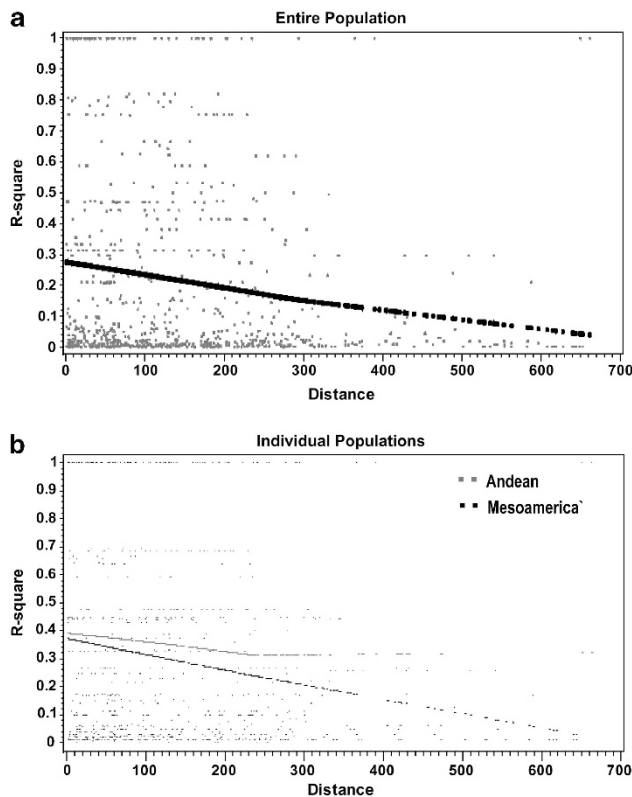 a
Entire Population
R-square
1
0.9
0.8
0.7
0.6
0.5
0.4
0.3
0.2
0.1
0
0 100 200 300 400 500 600 700
Distance
b
Individual Populations
R-square
1
0.9
0.8
0.7
0.6
0.5
0.4
0.3
0.2
0.1
0
Andean
Mesoamerica`
0 100 200 300 400 500 600 700
Distance